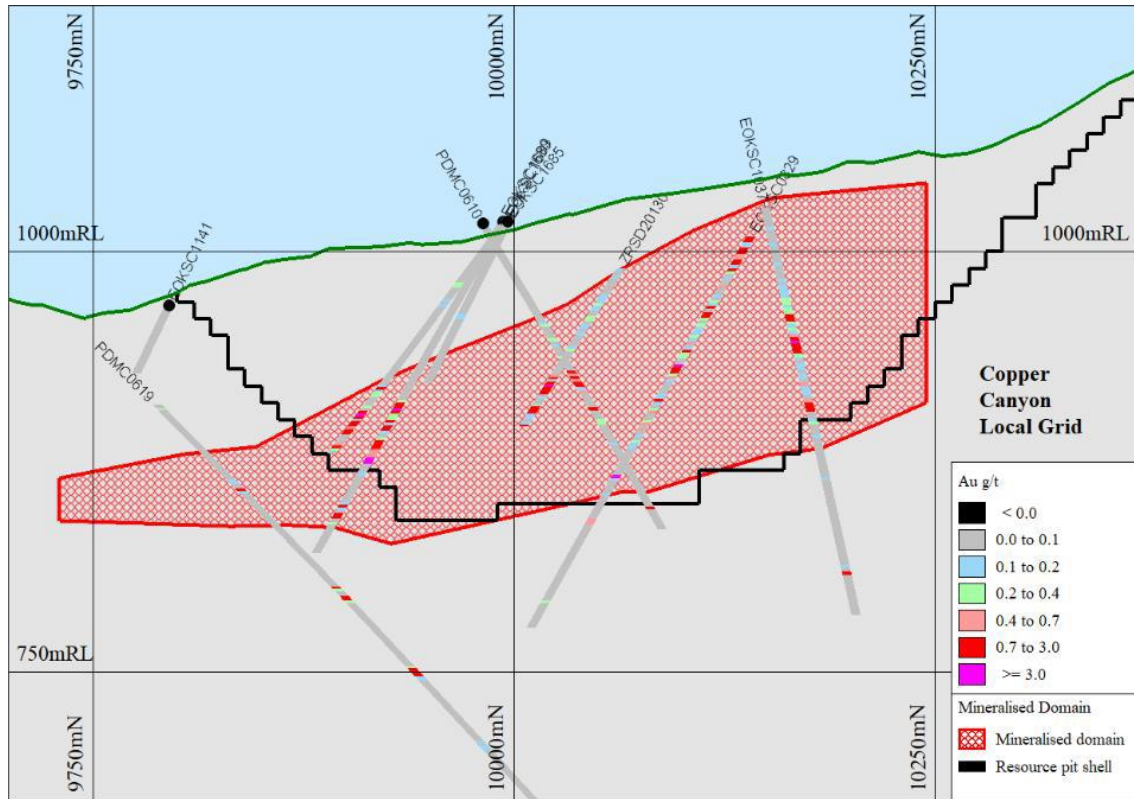 9750mN
10000mN
10250mN
PDMC0610
EOKSC1685
EOKSC1037
ZRSD20130
EOKSC1141
1000mRL
1000mRL
PDMC0619
Copper
Canyon
Local Grid
Au g/t
< 0.0
0.0 to 0.1
0.1 to 0.2
0.2 to 0.4
0.4 to 0.7
0.7 to 3.0
>= 3.0
Mineralised Domain
Mineralised domain
Resource pit shell
750mRL
9750mN
10000mN
10250mN